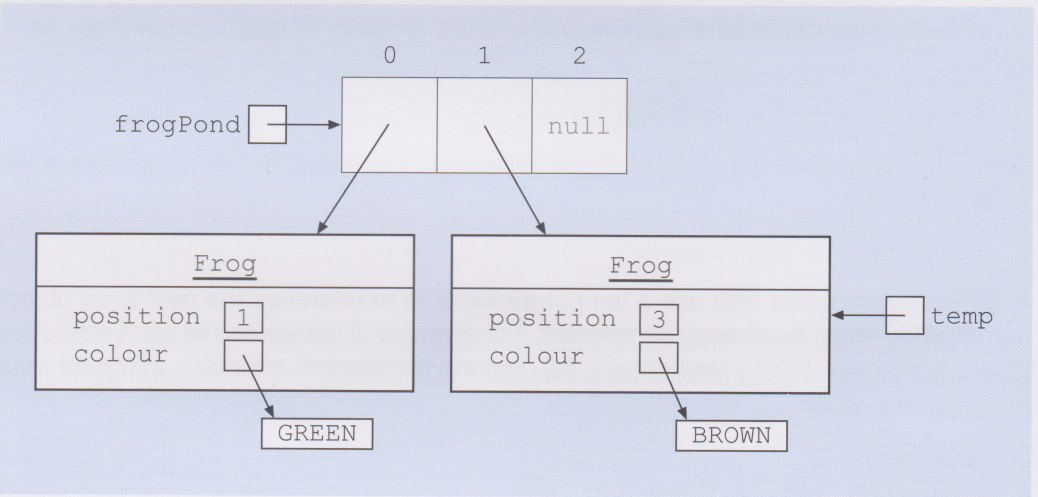 0 1 2
frogPond
null
Frog
position 1
colour
GREEN
Frog
position 3
colour
BROWN
temp